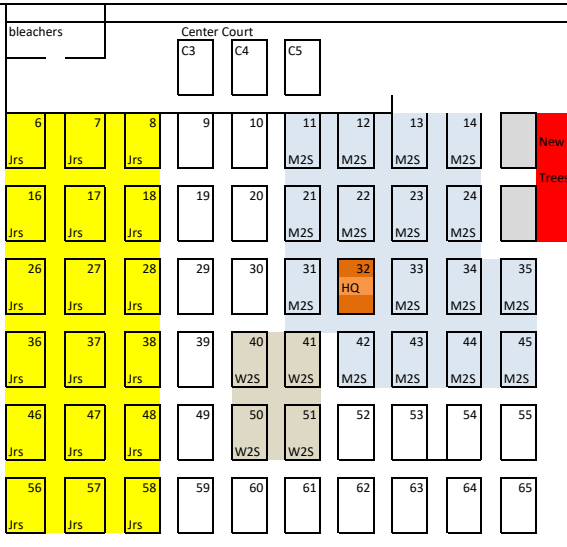 bleachers
Center Court
C3 C4 C5
6 7 8 9 10 11 12 13 14
New
Jrs Jrs Jrs M2S M2S M2S M2S
Trees
16 17 18 19 20 21 22 23 24
Jrs Jrs Jrs M2S M2S M2S M2S
26 27 28 29 30 31 32 33 34 35
HQ
Jrs Jrs Jrs M2S M2S M2S M2S
36 37 38 39 40 41 42 43 44 45
Jrs Jrs Jrs W2S W2S M2S M2S M2S M2S
46 47 48 49 50 51 52 53 54 55
Jrs Jrs Jrs W2S W2S
56 57 58 59 60 61 62 63 64 65
Jrs Jrs Jrs